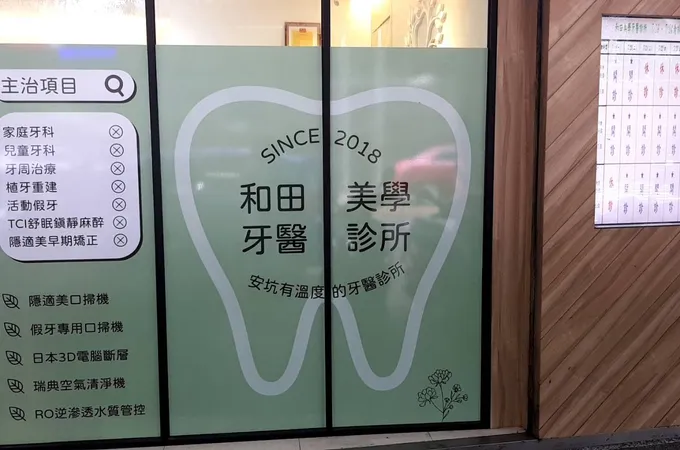 主治項目
家庭牙科
兒童牙科
牙周治療
植牙重建
活動假牙
TCI舒眠鎮靜麻醉
隱適美早期矯正
隱適美口掃機
假牙專用口掃機
日本3D電腦斷層
瑞典空氣清淨機
RO逆滲透水質管控
SINCE 2018
和田美學
牙醫診所
安坑有溫度的牙醫診所